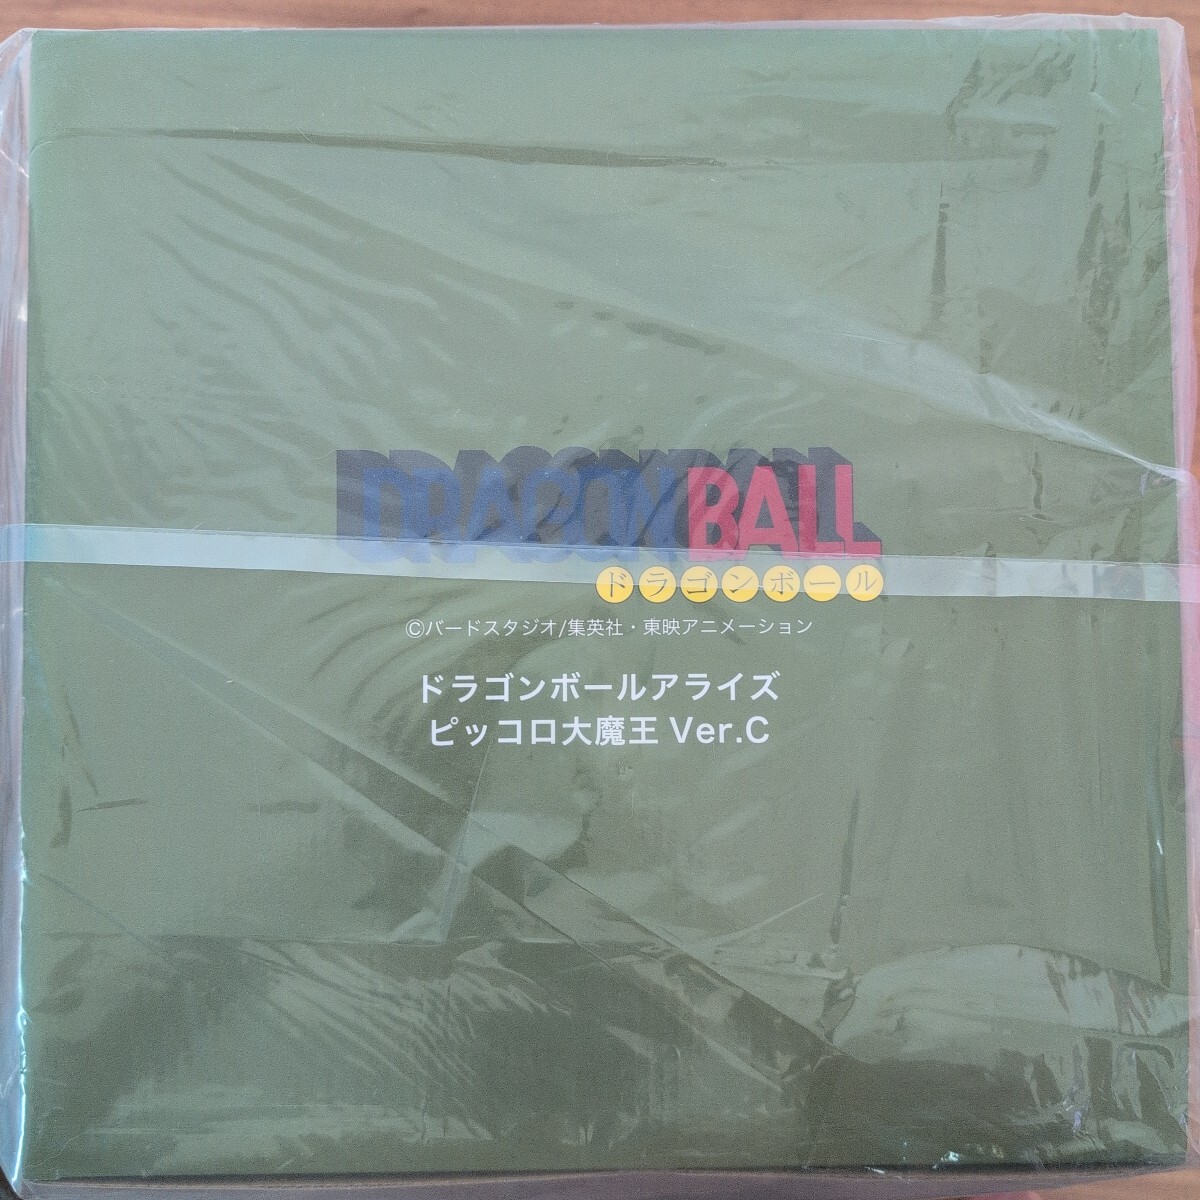 DRAGON BALL
ドラゴンボール
©バードスタジオ/集英社・東映アニメーション
ドラゴンボールアライズ
ピッコロ大魔王 Ver.C